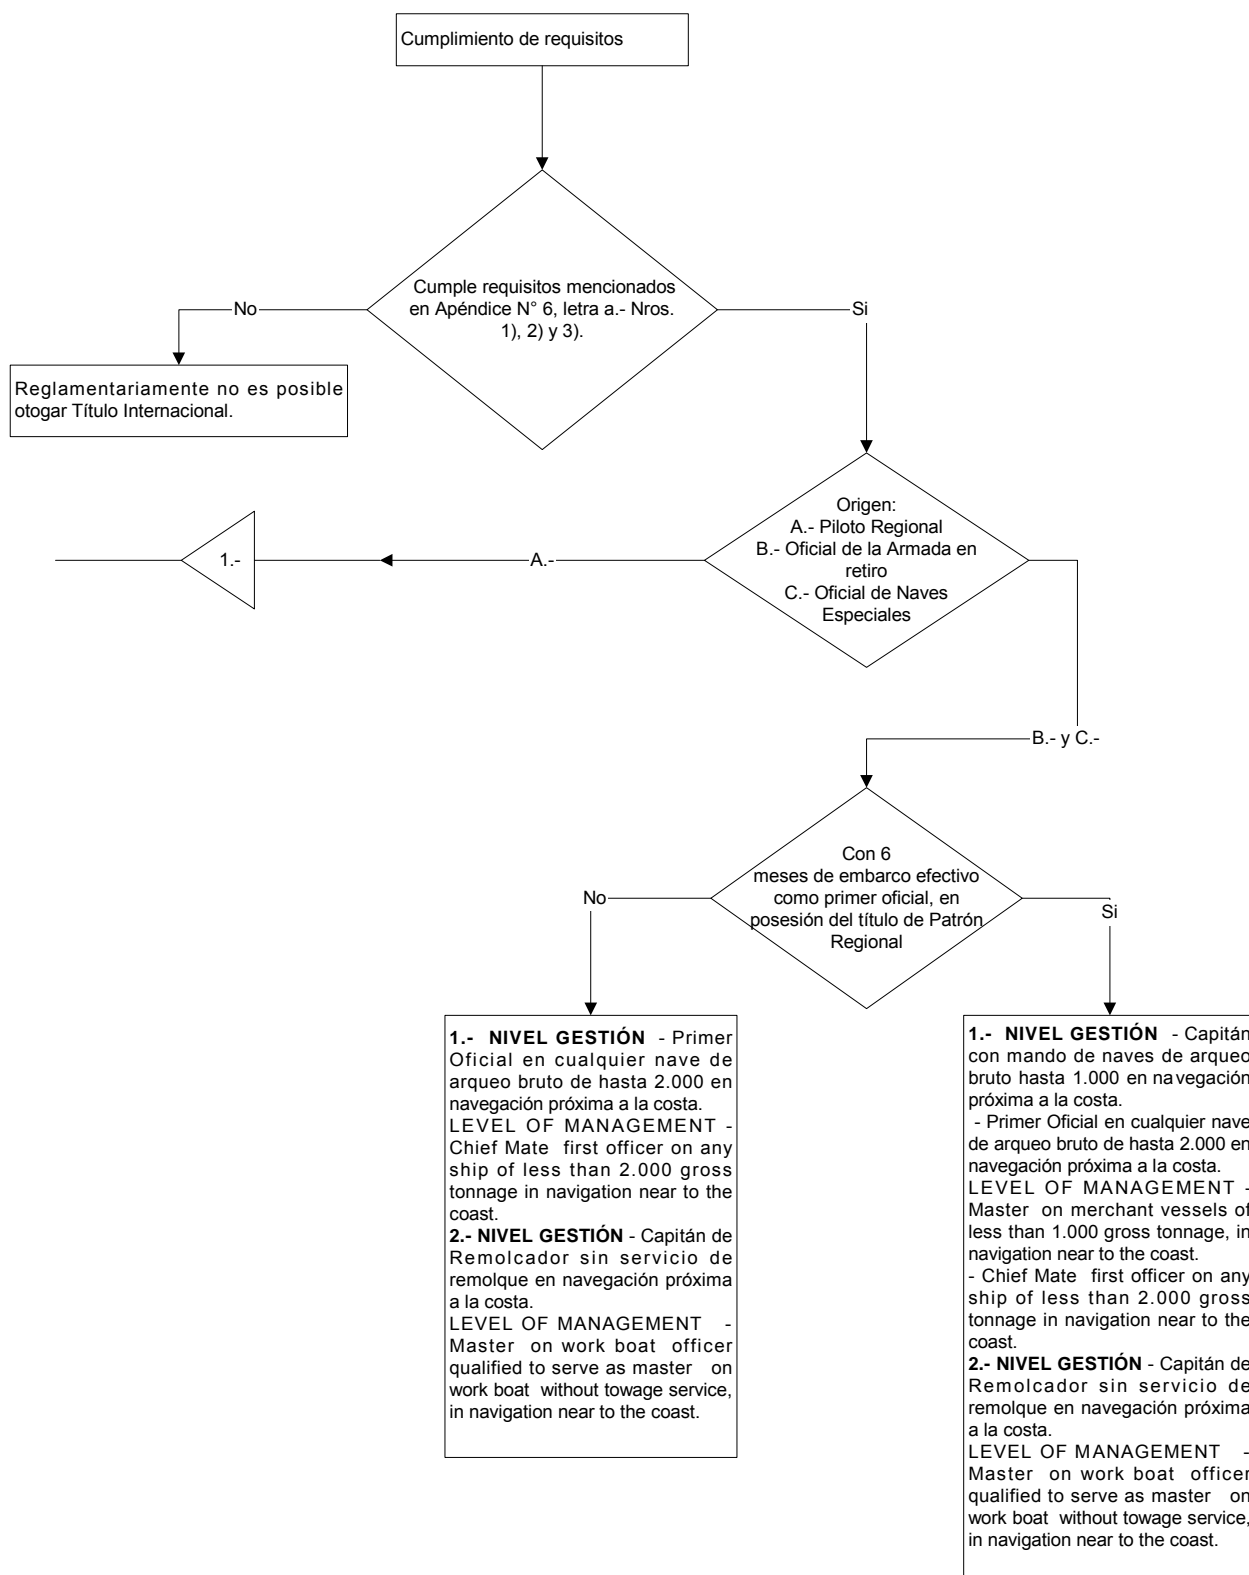 Cumplimiento de requisitos
Cumple requisitos mencionados
en Apéndice N° 6, letra a.- Nros.
1), 2) y 3).
No
Si
Reglamentariamente no es posible
otogar Título Internacional.
Origen:
A.- Piloto Regional
B.- Oficial de la Armada en
retiro
C.- Oficial de Naves
Especiales
1.-
A.-
B.- y C.-
Con 6
meses de embarco efectivo
como primer oficial, en
posesión del título de Patrón
Regional
No
Si
1.- NIVEL GESTIÓN - Primer
Oficial en cualquier nave de
arqueo bruto de hasta 2.000 en
navegación próxima a la costa.
LEVEL OF MANAGEMENT -
Chief Mate first officer on any
ship of less than 2.000 gross
tonnage in navigation near to the
coast.
2.- NIVEL GESTIÓN - Capitán de
Remolcador sin servicio de
remolque en navegación próxima
a la costa.
LEVEL OF MANAGEMENT -
Master on work boat officer
qualified to serve as master on
work boat without towage service,
in navigation near to the coast.
1.- NIVEL GESTIÓN - Capitán
con mando de naves de arqueo
bruto hasta 1.000 en navegación
próxima a la costa.
- Primer Oficial en cualquier nave
de arqueo bruto de hasta 2.000 en
navegación próxima a la costa.
LEVEL OF MANAGEMENT -
Master on merchant vessels of
less than 1.000 gross tonnage, in
navigation near to the coast.
- Chief Mate first officer on any
ship of less than 2.000 gross
tonnage in navigation near to the
coast.
2.- NIVEL GESTIÓN - Capitán de
Remolcador sin servicio de
remolque en navegación próxima
a la costa.
LEVEL OF MANAGEMENT -
Master on work boat officer
qualified to serve as master on
work boat without towage service,
in navigation near to the coast.